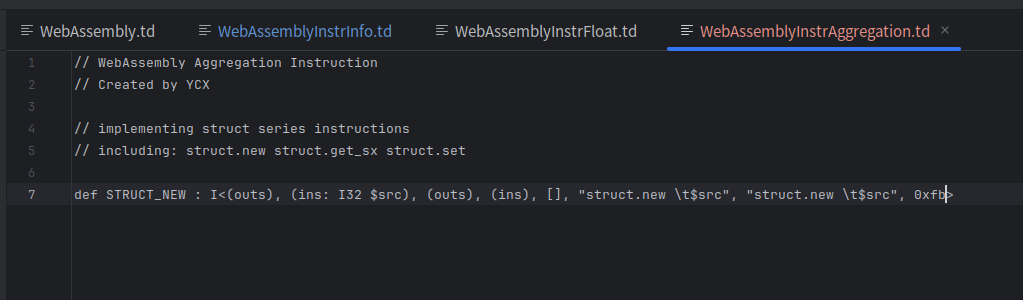 WebAssembly.td WebAssemblyInstrInfo.td WebAssemblyInstrFloat.td WebAssemblyInstrAggregation.td ×
1 // WebAssembly Aggregation Instruction
2 // Created by YCX
3
4 // implementing struct series instructions
5 // including: struct.new struct.get_sx struct.set
6
7 def STRUCT_NEW : I<(outs), (ins: I32 $src), (outs), (ins), [], "struct.new \t$src", "struct.new \t$src", 0xfb>